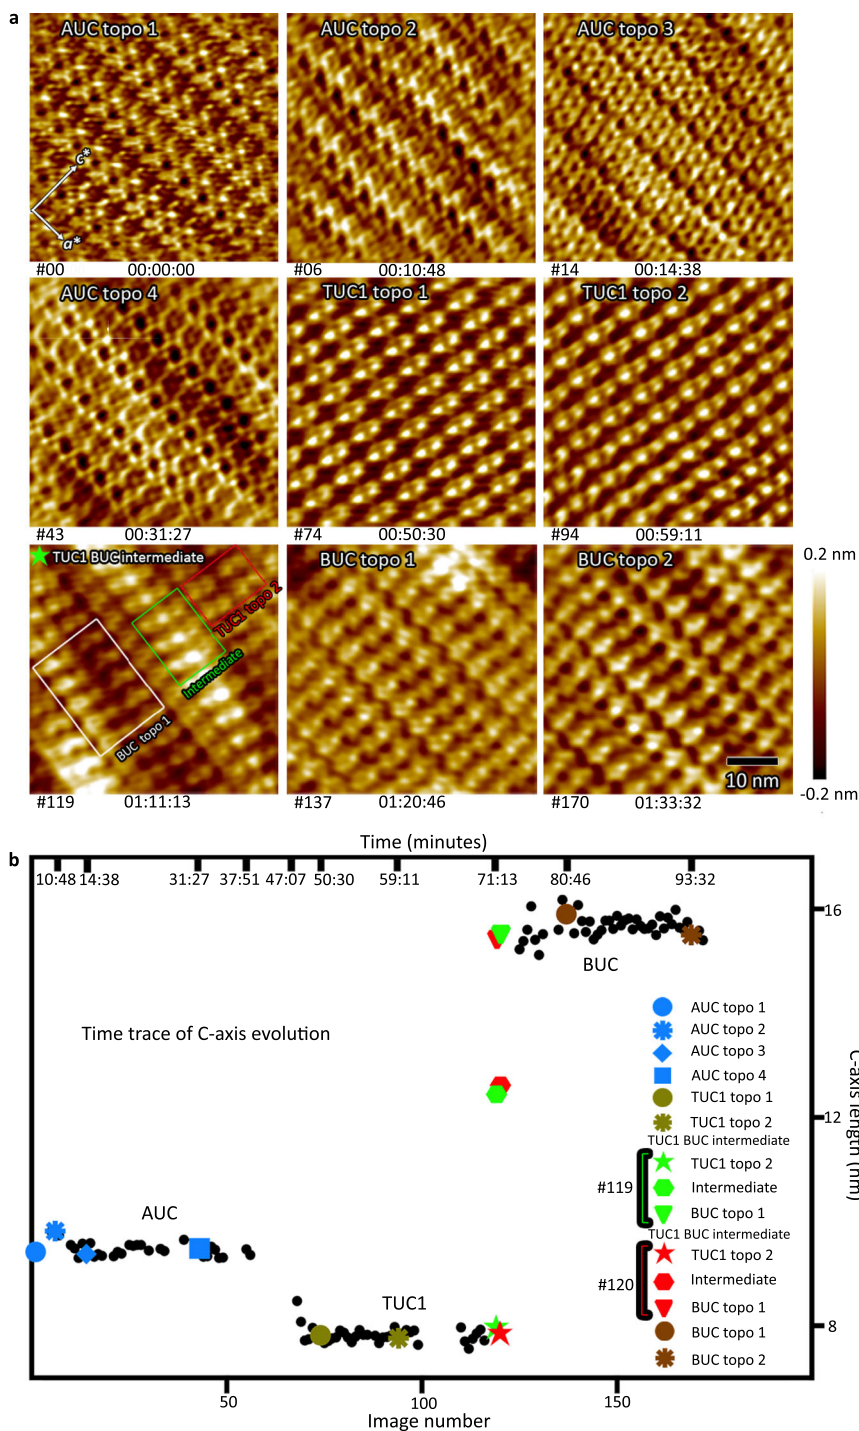 a
AUC topo 1
AUC topo 2
AUC topo 3
c*
a*
#00 00:00:00
#06 00:10:48
#14 00:14:38
AUC topo 4
TUC1 topo 1
TUC1 topo 2
#43 00:31:27
#74 00:50:30
#94 00:59:11
TUC1 BUC intermediate
BUC topo 1
BUC topo 2
TUC1 topo 2
Intermediate
BUC topo 1
10 nm
0.2 nm
-0.2 nm
#119 01:11:13
#137 01:20:46
#170 01:33:32
b
Time (minutes)
10:48 14:38 31:27 37:51 47:07 50:30 59:11 71:13 80:46 93:32
16
BUC
Time trace of C-axis evolution
12
C-axis length (nm)
AUC
TUC1
8
AUC topo 1
AUC topo 2
AUC topo 3
AUC topo 4
TUC1 topo 1
TUC1 topo 2
TUC1 BUC intermediate
#119
TUC1 topo 2
Intermediate
BUC topo 1
TUC1 BUC intermediate
#120
TUC1 topo 2
Intermediate
BUC topo 1
BUC topo 1
BUC topo 2
50 100 150
Image number